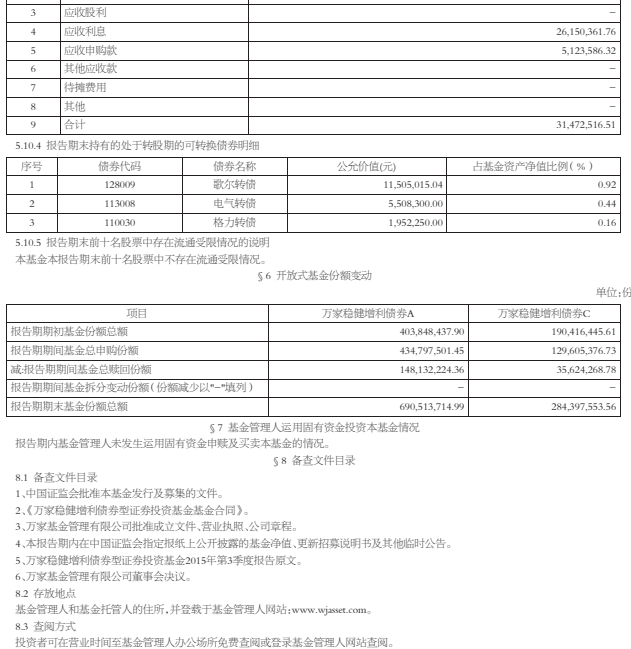 3 应收股利 －
4 应收利息 26,150,361.76
5 应收申购款 5,123,586.32
6 其他应收款 －
7 待摊费用 －
8 其他 －
9 合计 31,472,516.51
5.10.4 报告期末持有的处于转股期的可转换债券明细
序号 债券代码 债券名称 公允价值(元) 占基金资产净值比例(％)
1 128009 歌尔转债 11,505,015.04 0.92
2 113008 电气转债 5,508,300.00 0.44
3 110030 格力转债 1,952,250.00 0.16
5.10.5 报告期末前十名股票中存在流通受限情况的说明
本基金本报告期末前十名股票中不存在流通受限情况。
§6 开放式基金份额变动
单位:份
项目 万家稳健增利债券A 万家稳健增利债券C
报告期期初基金份额总额 403,848,437.90 190,416,445.61
报告期期间基金总申购份额 434,797,501.45 129,605,376.73
减:报告期期间基金总赎回份额 148,132,224.36 35,624,268.78
报告期期间基金拆分变动份额(份额减少以"－"填列) － －
报告期期末基金份额总额 690,513,714.99 284,397,553.56
§7 基金管理人运用固有资金投资本基金情况
报告期内基金管理人未发生运用固有资金申赎及买卖本基金的情况。
§8 备查文件目录
8.1 备查文件目录
1、中国证监会批准本基金发行及募集的文件。
2、《万家稳健增利债券型证券投资基金基金合同》。
3、万家基金管理有限公司批准成立文件、营业执照、公司章程。
4、本报告期内在中国证监会指定报纸上公开披露的基金净值、更新招募说明书及其他临时公告。
5、万家稳健增利债券型证券投资基金2015年第3季度报告原文。
6、万家基金管理有限公司董事会决议。
8.2 存放地点
基金管理人和基金托管人的住所,并登载于基金管理人网站:www.wjasset.com。
8.3 查阅方式
投资者可在营业时间至基金管理人办公场所免费查阅或登录基金管理人网站查阅。